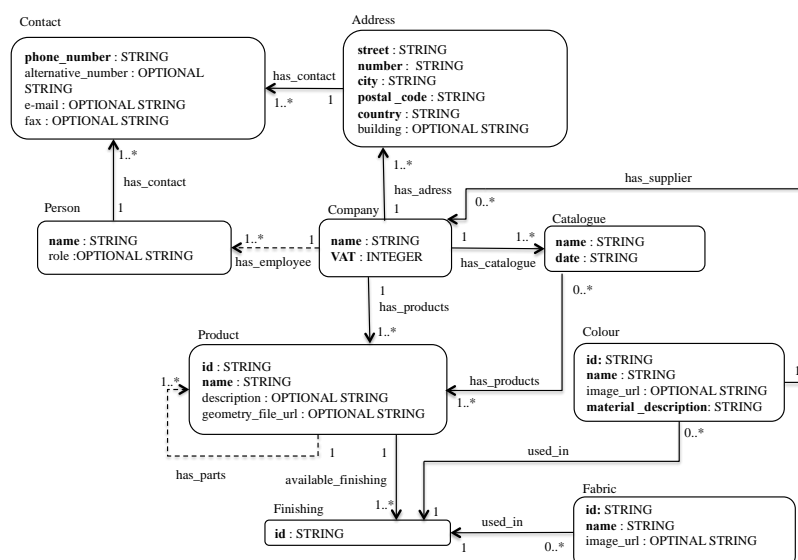 Contact
phone_number : STRING
alternative_number : OPTIONAL
STRING
e-mail : OPTIONAL STRING
fax : OPTIONAL STRING
Address
street : STRING
number :  STRING
city : STRING
postal _code : STRING
country : STRING
building : OPTIONAL STRING
has_contact
1..*
1
1..*
has_contact
1
1..*
has_adress
1
has_supplier
0..*
Person
name : STRING
role :OPTIONAL STRING
1..*
1
has_employee
Company
name : STRING
VAT : INTEGER
1
1..*
has_catalogue
Catalogue
name : STRING
date : STRING
1
has_products
1..*
0..*
has_products
1..*
Product
id : STRING
name : STRING
description : OPTIONAL STRING
geometry_file_url : OPTIONAL STRING
1..*
1
has_parts
1
available_finishing
1..*
Colour
id: STRING
name : STRING
image_url : OPTIONAL STRING
material _description: STRING
1
0..*
used_in
1
Finishing
id : STRING
used_in
1
0..*
Fabric
id: STRING
name : STRING
image_url : OPTINAL STRING